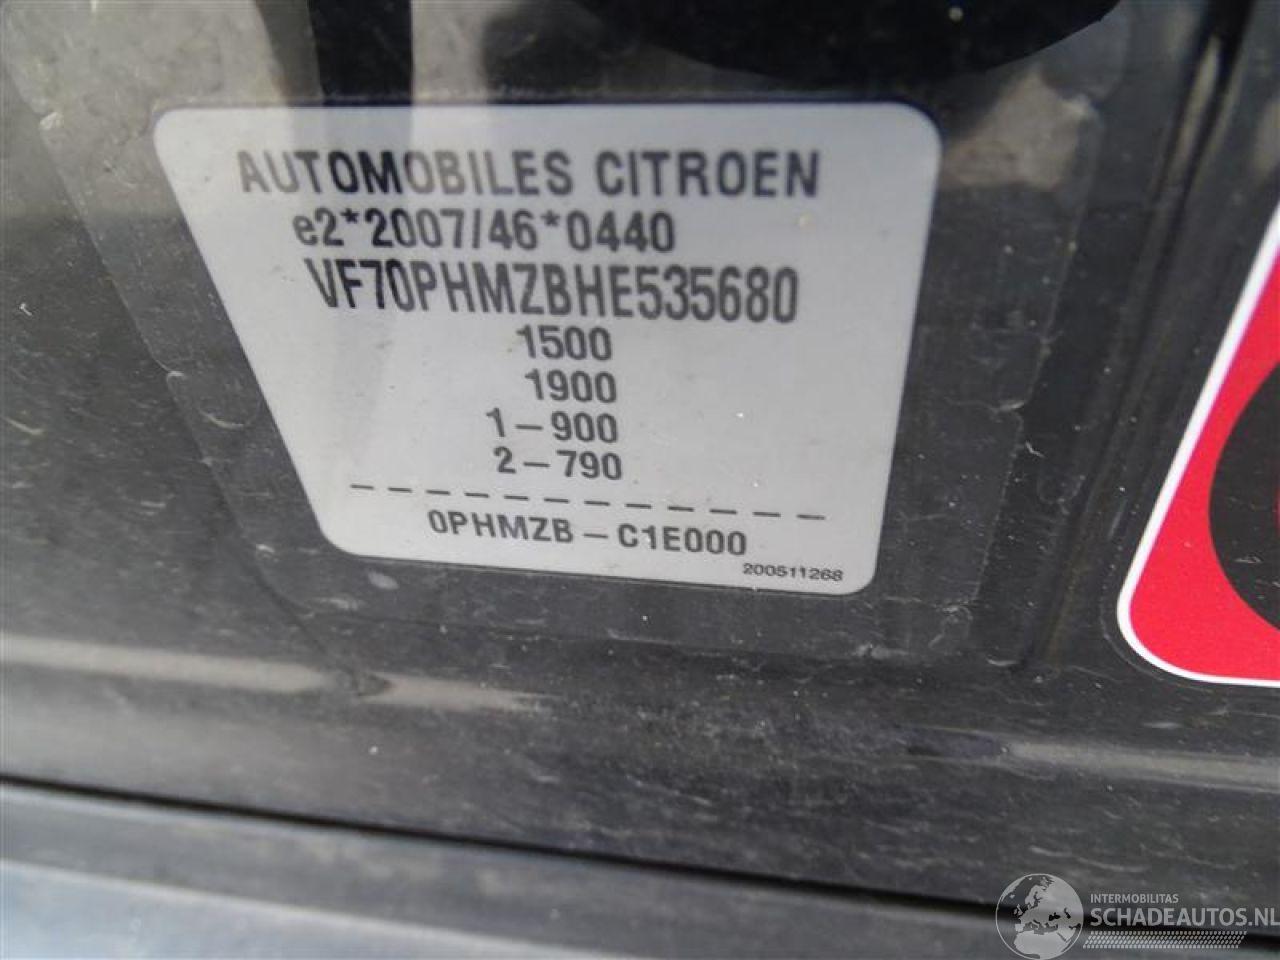 AUTOMOBILES CITROEN
e2*2007/46*0440
VF70PHMZBHE535680
1500
1900
1-900
2-790
0PHMZB-C1E000
200511268
INTERMOBILITAS
SCHADEAUTOS.NL